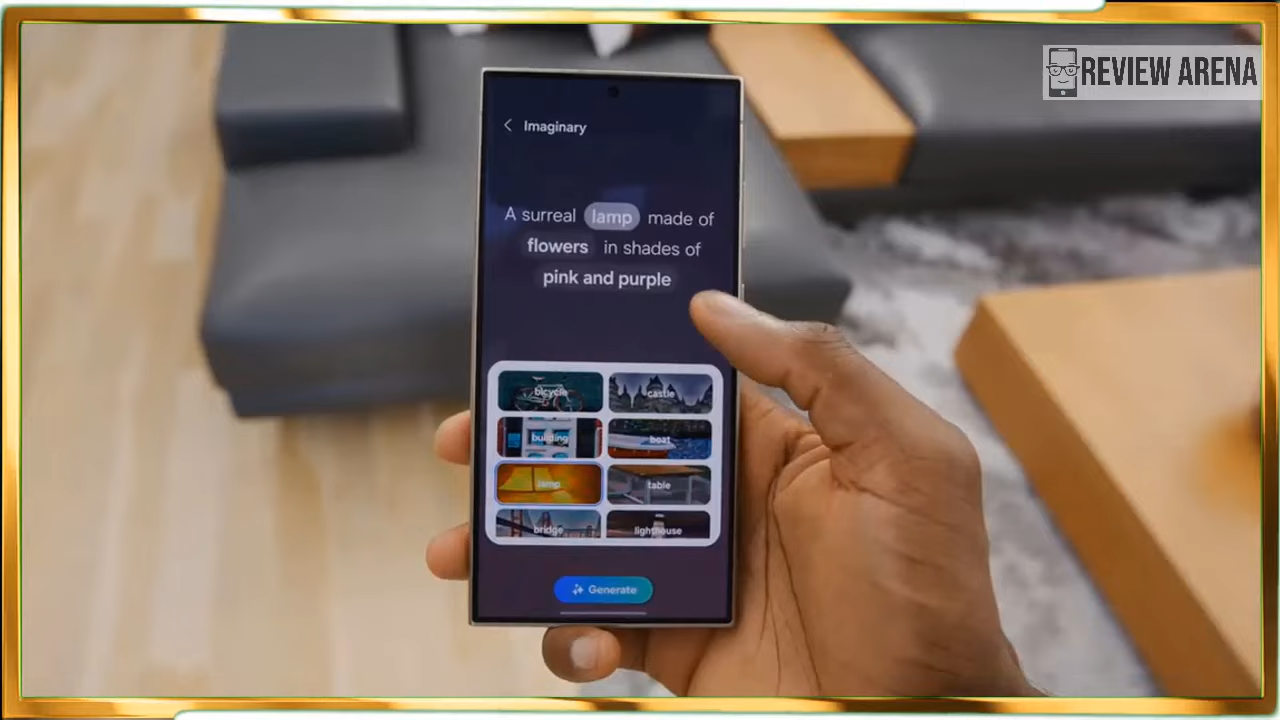 REVIEW ARENA
Imaginary
A surreal lamp made of
flowers in shades of
pink and purple
bicycle castle
building boat
lamp table
bridge lighthouse
Generate